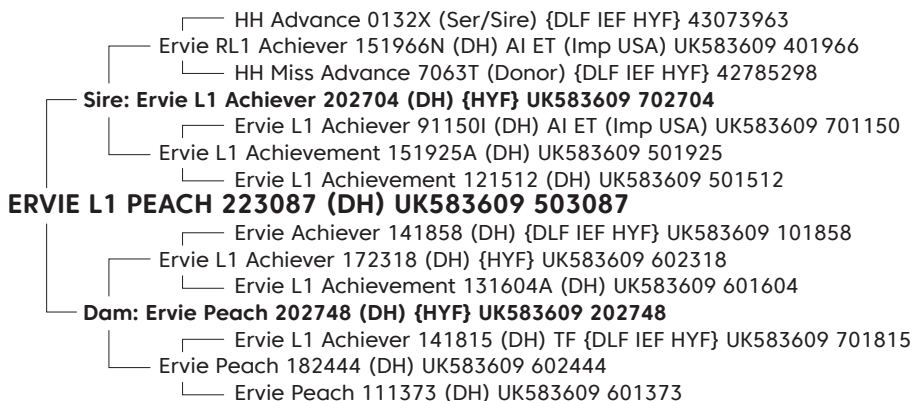 HH Advance 0132X (Ser/Sire) {DLF IEF HYF} 43073963
Ervie RL1 Achiever 151966N (DH) AI ET (Imp USA) UK583609 401966
HH Miss Advance 7063T (Donor) {DLF IEF HYF} 42785298
Sire: Ervie L1 Achiever 202704 (DH) {HYF} UK583609 702704
Ervie L1 Achiever 91150I (DH) AI ET (Imp USA) UK583609 701150
Ervie L1 Achievement 151925A (DH) UK583609 501925
Ervie L1 Achievement 121512 (DH) UK583609 501512
ERVIE L1 PEACH 223087 (DH) UK583609 503087
Ervie Achiever 141858 (DH) {DLF IEF HYF} UK583609 101858
Ervie L1 Achiever 172318 (DH) {HYF} UK583609 602318
Ervie L1 Achievement 131604A (DH) UK583609 601604
Dam: Ervie Peach 202748 (DH) {HYF} UK583609 202748
Ervie L1 Achiever 141815 (DH) TF {DLF IEF HYF} UK583609 701815
Ervie Peach 182444 (DH) UK583609 602444
Ervie Peach 111373 (DH) UK583609 601373